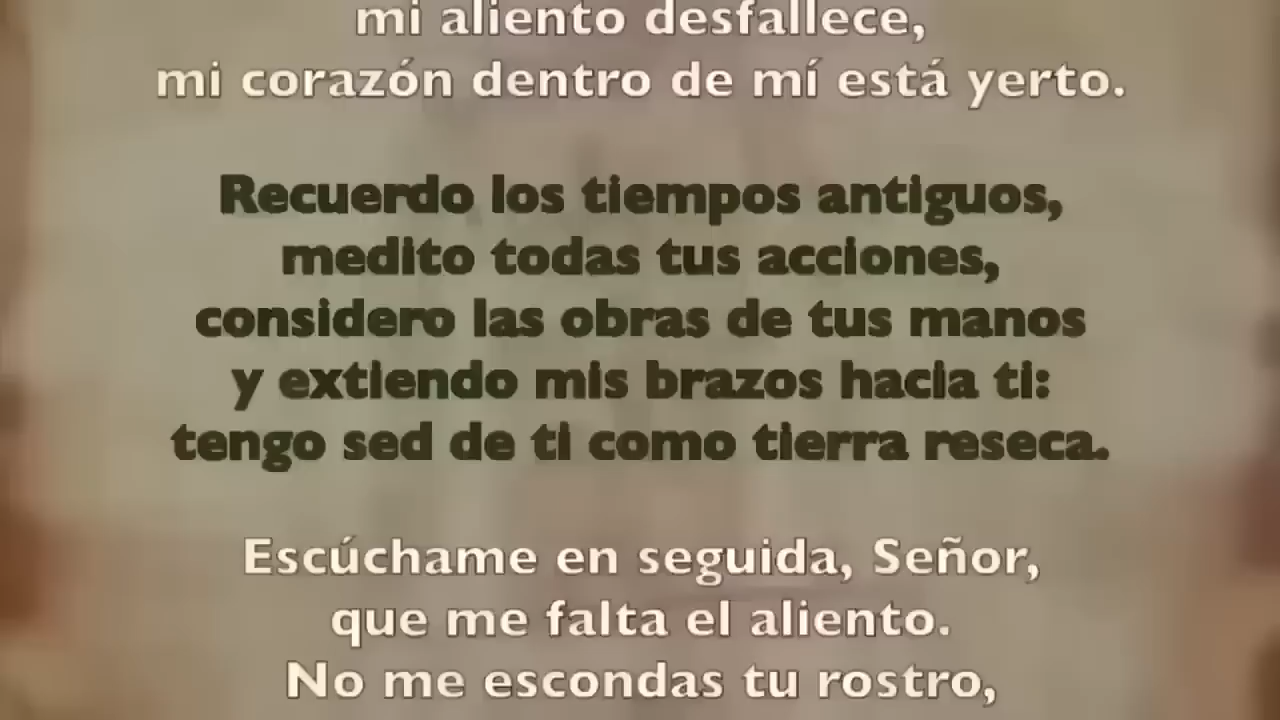 mi aliento desfallece,
mi corazón dentro de mí está yerto.
Recuerdo los tiempos antiguos,
medito todas tus acciones,
considero las obras de tus manos
y extiendo mis brazos hacia ti:
tengo sed de ti como tierra reseca.
Escúchame en seguida, Señor,
que me falta el aliento.
No me escondas tu rostro,